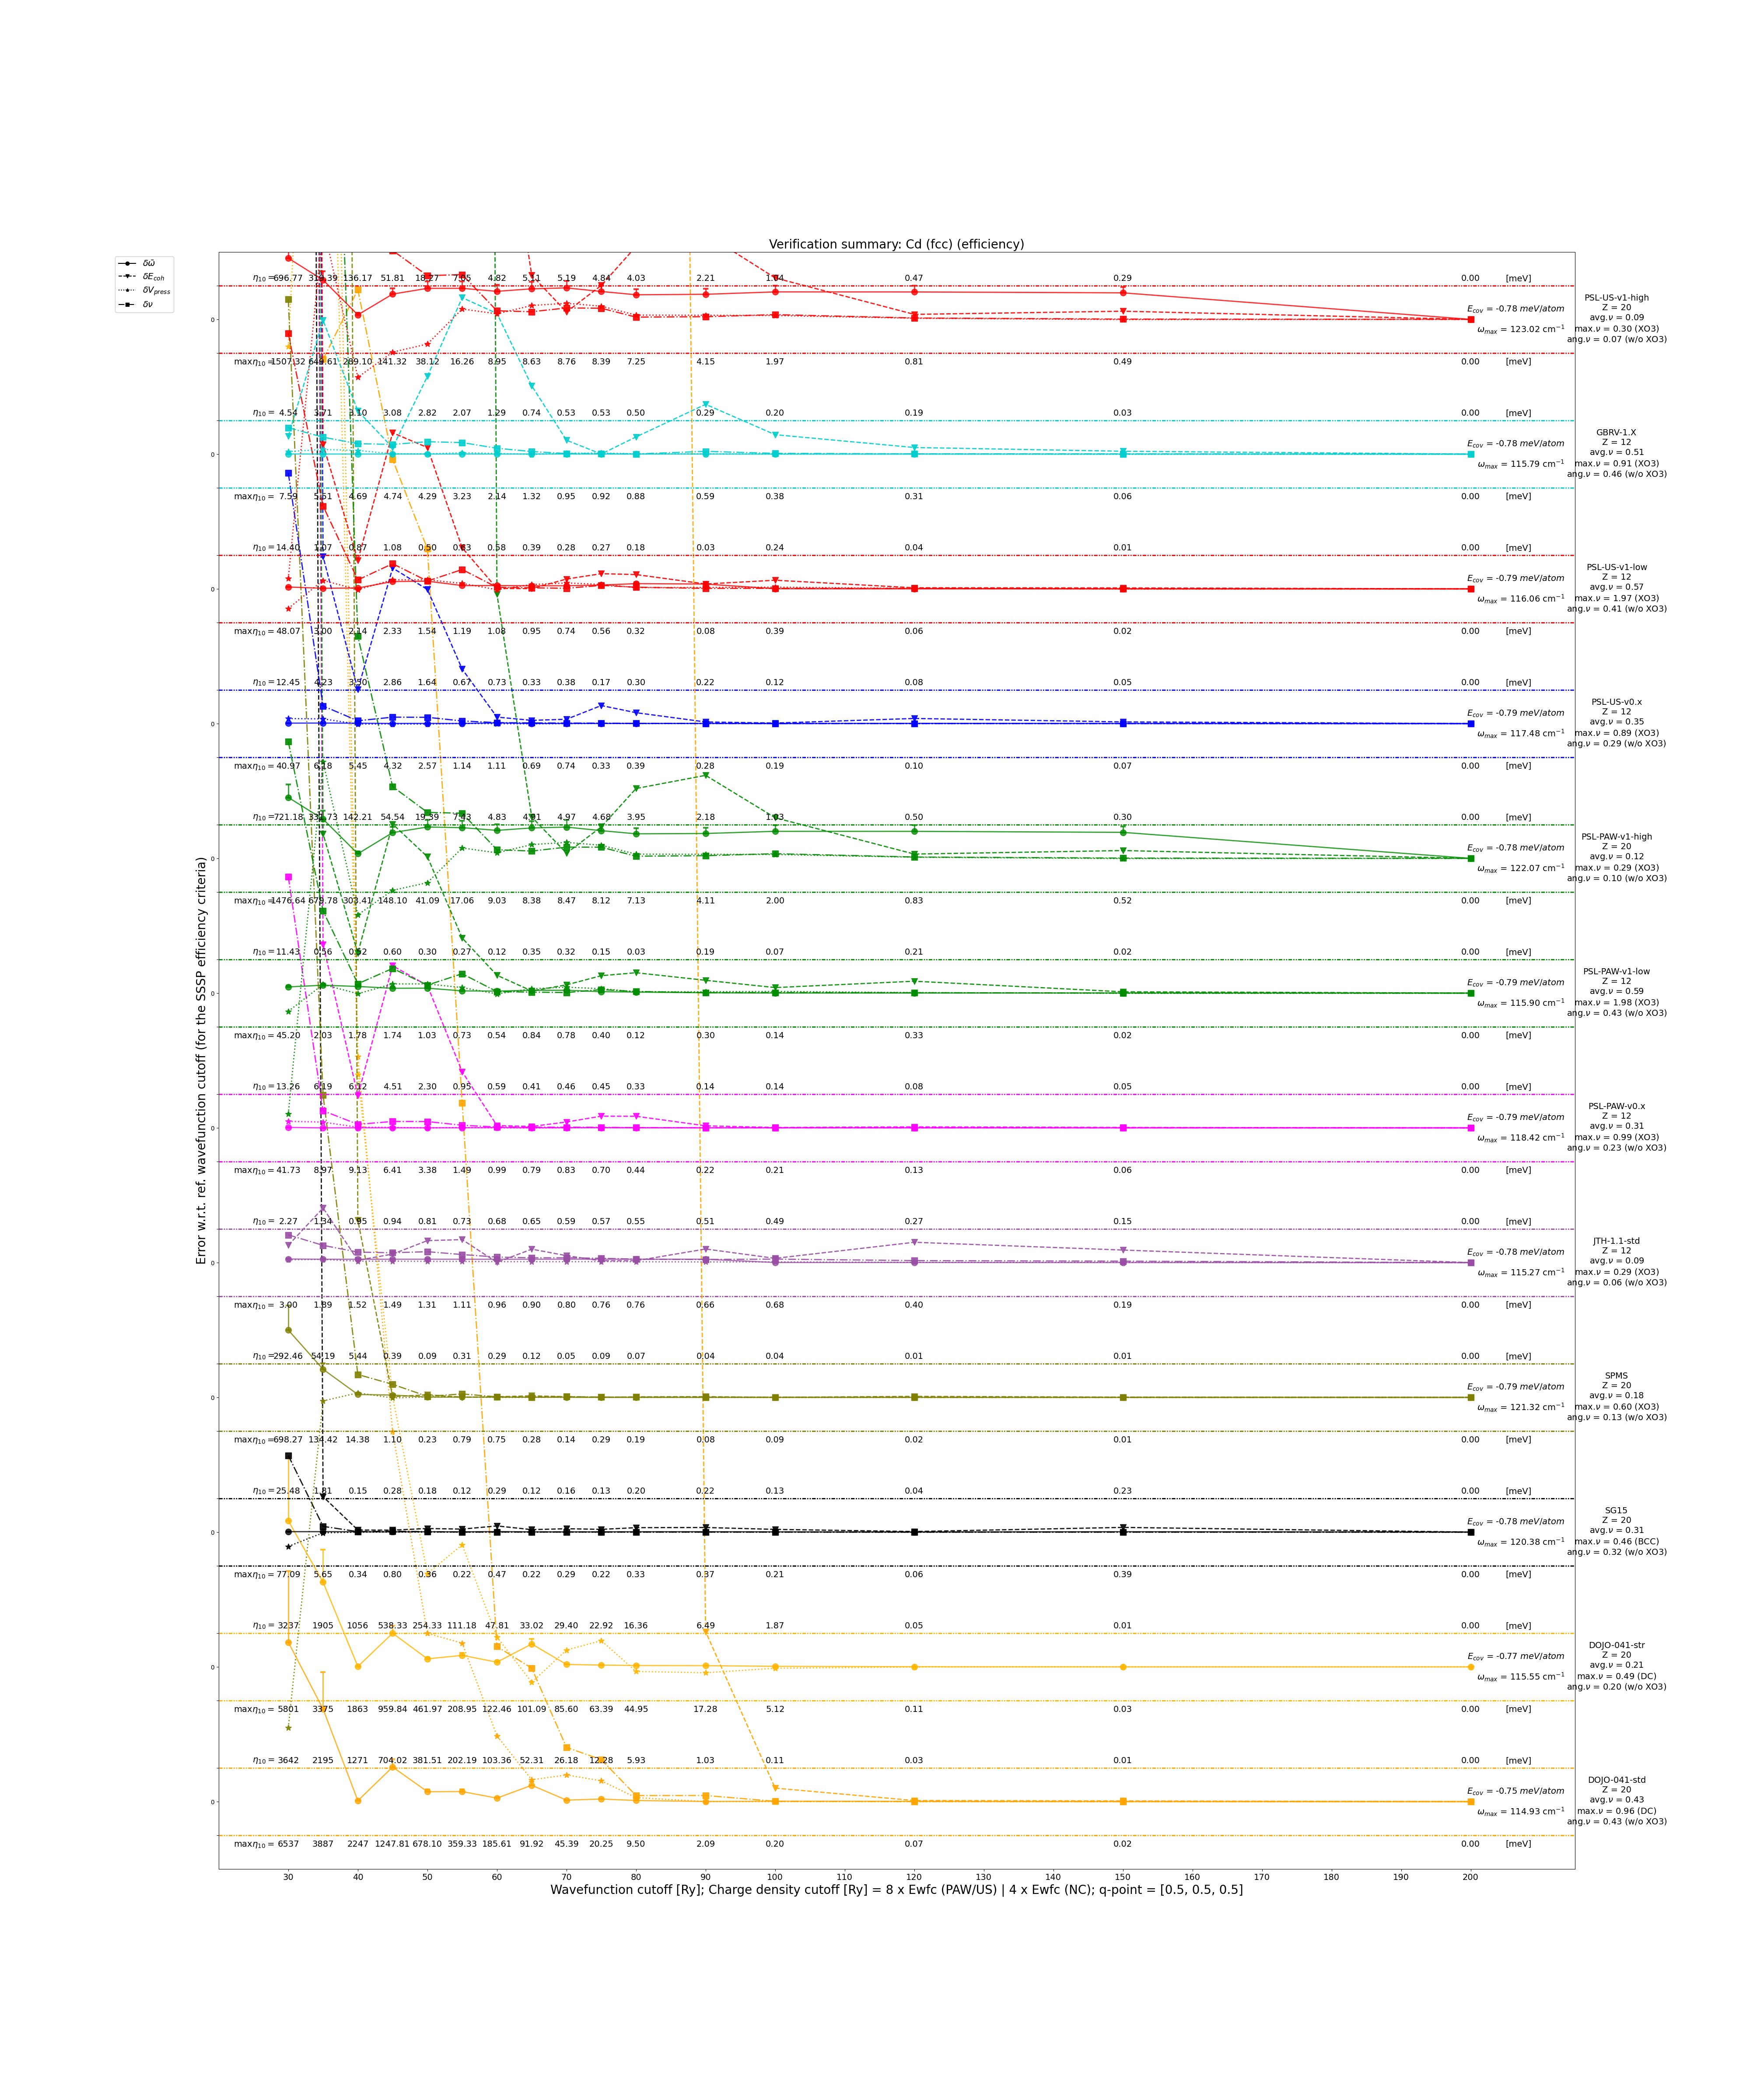 Verification summary: Cd (fcc) (efficiency)
δω̄
δE_coh
δV_press
δν
Error w.r.t. ref. wavefunction cutoff (for the SSSP efficiency criteria)
η₁₀ = 696.77 136.17 51.81 18.27 7.65 4.82 5.11 5.19 4.84 4.03 2.21 0.47 0.29 0.00 [meV]
0
E_cov = -0.78 meV/atom
ω_max = 123.02 cm⁻¹
PSL-US-v1-high
Z = 20
avg.ν = 0.09
max.ν = 0.30 (XO3)
ang.ν = 0.07 (w/o XO3)
maxη₁₀ = 1507.32 289.10 141.32 38.12 16.26 8.95 8.63 8.76 8.39 7.25 4.15 1.97 0.81 0.49 0.00 [meV]
η₁₀ = 4.54 3.71 3.10 3.08 2.82 2.07 1.29 0.74 0.53 0.53 0.50 0.29 0.20 0.19 0.03 0.00 [meV]
0
E_cov = -0.78 meV/atom
ω_max = 115.79 cm⁻¹
GBRV-1.X
Z = 12
avg.ν = 0.51
max.ν = 0.91 (XO3)
ang.ν = 0.46 (w/o XO3)
maxη₁₀ = 7.59 5.51 4.69 4.74 4.29 3.23 2.14 1.32 0.95 0.92 0.88 0.59 0.38 0.31 0.06 0.00 [meV]
η₁₀ = 14.40 1.07 0.87 1.08 0.50 0.58 0.39 0.28 0.27 0.18 0.03 0.24 0.04 0.01 0.00 [meV]
0
E_cov = -0.79 meV/atom
ω_max = 116.06 cm⁻¹
PSL-US-v1-low
Z = 12
avg.ν = 0.57
max.ν = 1.97 (XO3)
ang.ν = 0.41 (w/o XO3)
maxη₁₀ = 48.07 3.00 2.14 2.33 1.54 1.19 1.08 0.95 0.74 0.56 0.32 0.08 0.39 0.06 0.02 0.00 [meV]
η₁₀ = 12.45 4.23 3.50 2.86 1.64 0.67 0.73 0.33 0.38 0.17 0.30 0.22 0.12 0.08 0.05 0.00 [meV]
0
E_cov = -0.79 meV/atom
ω_max = 117.48 cm⁻¹
PSL-US-v0.x
Z = 12
avg.ν = 0.35
max.ν = 0.89 (XO3)
ang.ν = 0.29 (w/o XO3)
maxη₁₀ = 40.97 6.18 5.45 4.32 2.57 1.14 1.11 0.69 0.74 0.33 0.39 0.28 0.19 0.10 0.07 0.00 [meV]
η₁₀ = 721.18 142.21 54.54 19.39 4.83 4.91 4.97 4.68 3.95 2.18 0.50 0.30 0.00 [meV]
0
E_cov = -0.78 meV/atom
ω_max = 122.07 cm⁻¹
PSL-PAW-v1-high
Z = 20
avg.ν = 0.12
max.ν = 0.29 (XO3)
ang.ν = 0.10 (w/o XO3)
maxη₁₀ = 1476.64 303.41 148.10 41.09 17.06 9.03 8.38 8.47 8.12 7.13 4.11 2.00 0.83 0.52 0.00 [meV]
η₁₀ = 11.43 0.56 0.52 0.60 0.30 0.27 0.12 0.35 0.32 0.15 0.03 0.19 0.07 0.21 0.02 0.00 [meV]
0
E_cov = -0.79 meV/atom
ω_max = 115.90 cm⁻¹
PSL-PAW-v1-low
Z = 12
avg.ν = 0.59
max.ν = 1.98 (XO3)
ang.ν = 0.43 (w/o XO3)
maxη₁₀ = 45.20 2.03 1.78 1.74 1.03 0.73 0.54 0.84 0.78 0.40 0.12 0.30 0.14 0.33 0.02 0.00 [meV]
η₁₀ = 13.26 6.19 6.12 4.51 2.30 0.95 0.59 0.41 0.46 0.45 0.33 0.14 0.14 0.08 0.05 0.00 [meV]
0
E_cov = -0.79 meV/atom
ω_max = 118.42 cm⁻¹
PSL-PAW-v0.x
Z = 12
avg.ν = 0.31
max.ν = 0.99 (XO3)
ang.ν = 0.23 (w/o XO3)
maxη₁₀ = 41.73 8.97 9.13 6.41 3.38 1.49 0.99 0.79 0.83 0.70 0.44 0.22 0.21 0.13 0.06 0.00 [meV]
η₁₀ = 2.27 1.34 0.95 0.94 0.81 0.73 0.68 0.65 0.59 0.57 0.55 0.51 0.49 0.27 0.15 0.00 [meV]
0
E_cov = -0.78 meV/atom
ω_max = 115.27 cm⁻¹
JTH-1.1-std
Z = 12
avg.ν = 0.09
max.ν = 0.29 (XO3)
ang.ν = 0.06 (w/o XO3)
maxη₁₀ = 3.00 1.89 1.52 1.49 1.31 1.11 0.96 0.90 0.80 0.76 0.76 0.66 0.68 0.40 0.19 0.00 [meV]
η₁₀ = 292.46 54.19 5.44 0.39 0.09 0.31 0.29 0.12 0.05 0.09 0.07 0.04 0.04 0.01 0.01 0.00 [meV]
0
E_cov = -0.79 meV/atom
ω_max = 121.32 cm⁻¹
SPMS
Z = 20
avg.ν = 0.18
max.ν = 0.60 (XO3)
ang.ν = 0.13 (w/o XO3)
maxη₁₀ = 698.27 134.42 14.38 1.10 0.23 0.79 0.75 0.28 0.14 0.29 0.19 0.08 0.09 0.02 0.01 0.00 [meV]
η₁₀ = 25.48 1.81 0.15 0.28 0.18 0.12 0.29 0.12 0.16 0.13 0.20 0.22 0.13 0.04 0.23 0.00 [meV]
0
E_cov = -0.78 meV/atom
ω_max = 120.38 cm⁻¹
SG15
Z = 20
avg.ν = 0.31
max.ν = 0.46 (BCC)
ang.ν = 0.32 (w/o XO3)
maxη₁₀ = 77.09 5.65 0.34 0.80 0.36 0.22 0.47 0.22 0.29 0.22 0.33 0.37 0.21 0.06 0.39 0.00 [meV]
η₁₀ = 3237 1905 1056 538.33 254.33 111.18 47.81 33.02 29.40 22.92 16.36 6.49 1.87 0.05 0.01 0.00 [meV]
0
E_cov = -0.77 meV/atom
ω_max = 115.55 cm⁻¹
DOJO-041-str
Z = 20
avg.ν = 0.21
max.ν = 0.49 (DC)
ang.ν = 0.20 (w/o XO3)
maxη₁₀ = 5801 3375 1863 959.84 461.97 208.95 122.46 101.09 85.60 63.39 44.95 17.28 5.12 0.11 0.03 0.00 [meV]
η₁₀ = 3642 2195 1271 704.02 381.51 202.19 103.36 52.31 26.18 12.28 5.93 1.03 0.11 0.03 0.01 0.00 [meV]
0
E_cov = -0.75 meV/atom
ω_max = 114.93 cm⁻¹
DOJO-041-std
Z = 20
avg.ν = 0.43
max.ν = 0.96 (DC)
ang.ν = 0.43 (w/o XO3)
maxη₁₀ = 6537 3887 2247 1247.81 678.10 359.33 185.61 91.92 45.39 20.25 9.50 2.09 0.20 0.07 0.02 0.00 [meV]
30 40 50 60 70 80 90 100 110 120 130 140 150 160 170 180 190 200
Wavefunction cutoff [Ry]; Charge density cutoff [Ry] = 8 x Ewfc (PAW/US) | 4 x Ewfc (NC); q-point = [0.5, 0.5, 0.5]